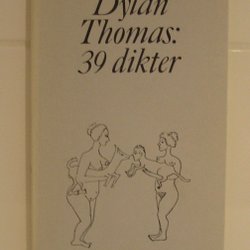 Dylan
Thomas:
39 dikter